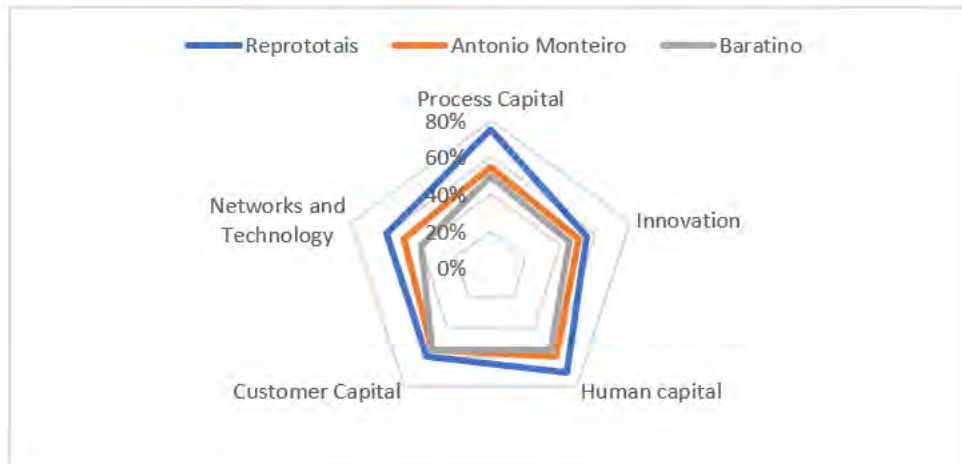 Reprototais Antonio Monteiro Baratino
Process Capital
80%
60%
40%
20%
0%
Networks and
Technology
Innovation
Customer Capital
Human capital